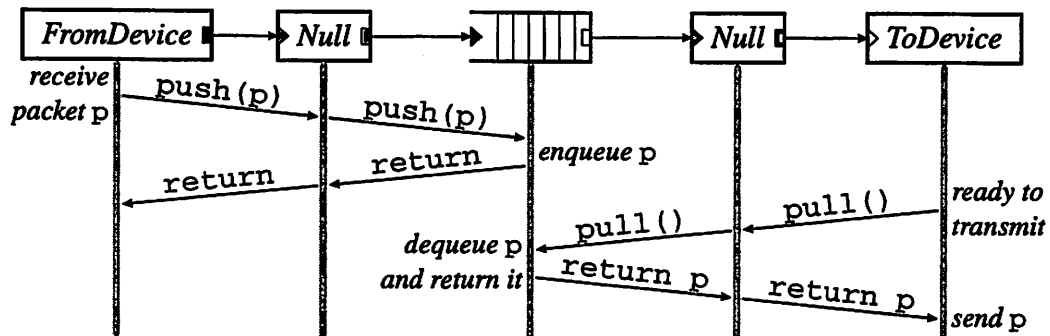 FromDevice Null Null ToDevice
receive
packet p
push(p)
push(p)
enqueue p
return
return
ready to
transmit
pull()
pull()
dequeue p
and return it
return p
return p
send p